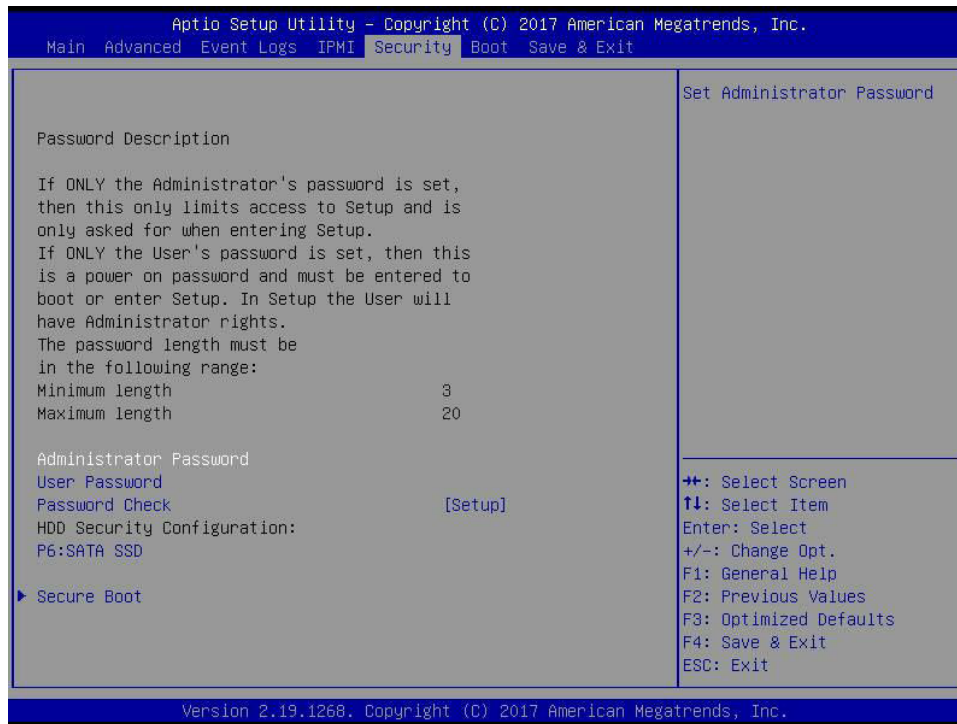 Aptio Setup Utility – Copyright (C) 2017 American Megatrends, Inc.
Main Advanced Event Logs IPMI Security Boot Save & Exit
Set Administrator Password
Password Description
If ONLY the Administrator's password is set,
then this only limits access to Setup and is
only asked for when entering Setup.
If ONLY the User's password is set, then this
is a power on password and must be entered to
boot or enter Setup. In Setup the User will
have Administrator rights.
The password length must be
in the following range:
Minimum length 3
Maximum length 20
Administrator Password
User Password
Password Check [Setup]
HDD Security Configuration:
P6:SATA SSD
Secure Boot
→←: Select Screen
↑↓: Select Item
Enter: Select
+/-: Change Opt.
F1: General Help
F2: Previous Values
F3: Optimized Defaults
F4: Save & Exit
ESC: Exit
Version 2.19.1268. Copyright (C) 2017 American Megatrends, Inc.